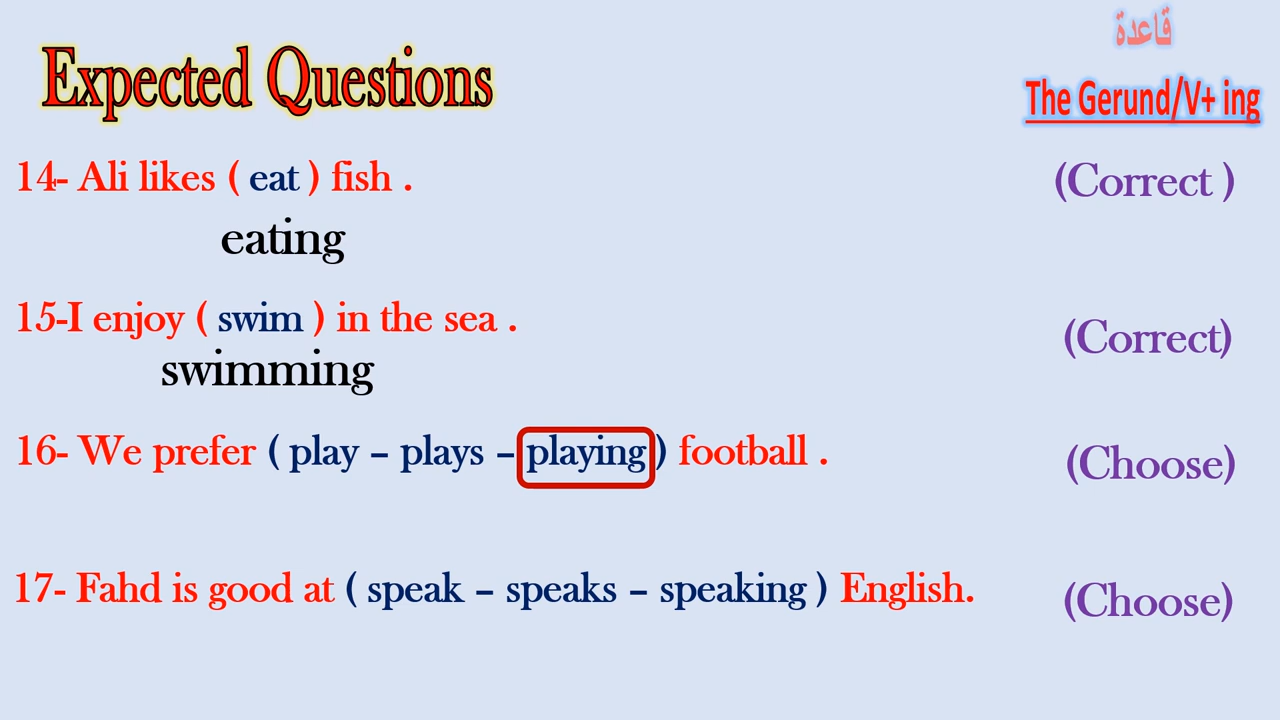 قاعدة
Expected Questions
The Gerund/V+ ing
14- Ali likes ( eat ) fish . (Correct )
eating
15-I enjoy ( swim ) in the sea . (Correct)
swimming
16- We prefer ( play – plays – playing ) football . (Choose)
17- Fahd is good at ( speak – speaks – speaking ) English. (Choose)